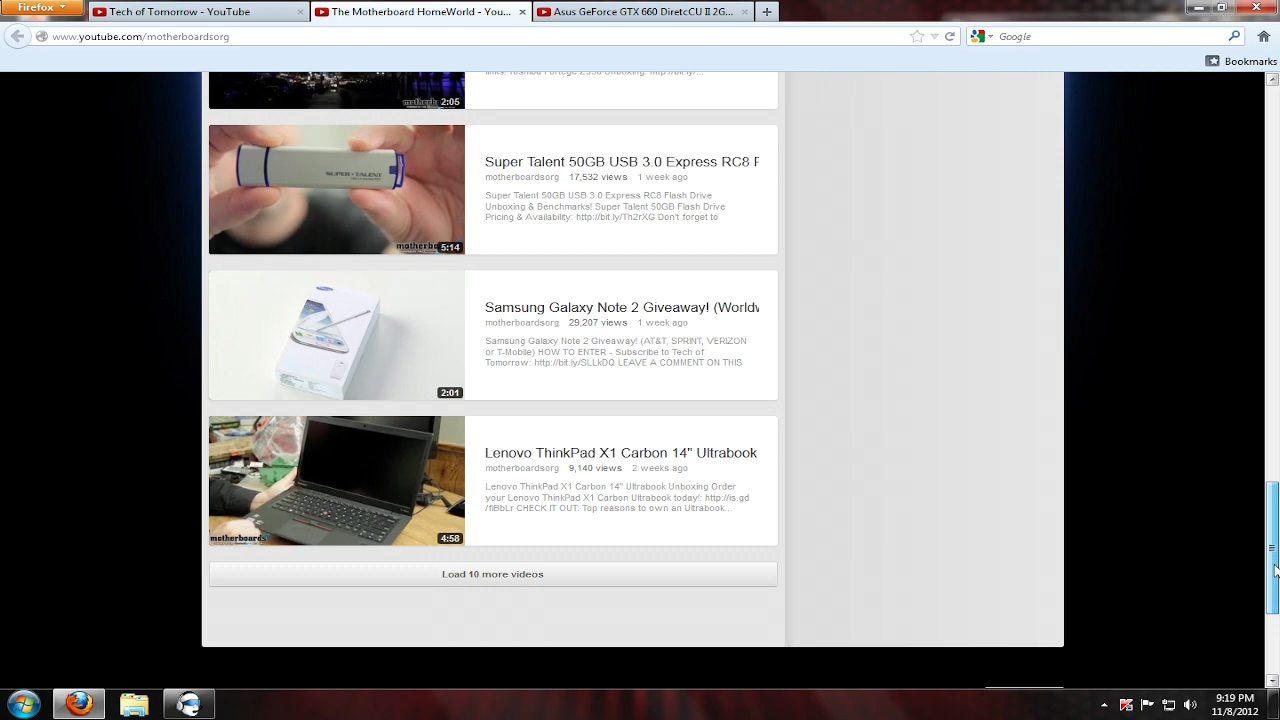 Firefox
Tech of Tomorrow - YouTube
The Motherboard HomeWorld - You...
Asus GeForce GTX 660 DiretcCU II 2G...
www.youtube.com/motherboardsorg
Google
Bookmarks
2:05
Super Talent 50GB USB 3.0 Express RC8 F
motherboardsorg 17,532 views 1 week ago
Super Talent 50GB USB 3.0 Express RC8 Flash Drive
Unboxing & Benchmarks! Super Talent 50GB Flash Drive
Pricing & Availability: http://bit.ly/Th2rXG Don't forget to
SUPER*TALENT
5:14
Samsung Galaxy Note 2 Giveaway! (Worldw
motherboardsorg 29,207 views 1 week ago
Samsung Galaxy Note 2 Giveaway! (AT&T, SPRINT, VERIZON
or T-Mobile) HOW TO ENTER - Subscribe to Tech of
Tomorrow: http://bit.ly/SLLkDQ LEAVE A COMMENT ON THIS
2:01
Lenovo ThinkPad X1 Carbon 14" Ultrabook
motherboardsorg 9,140 views 2 weeks ago
Lenovo ThinkPad X1 Carbon 14" Ultrabook Unboxing Order
your Lenovo ThinkPad X1 Carbon Ultrabook today!: http://is.gd
/fiBbLr CHECK IT OUT: Top reasons to own an Ultrabook...
motherboards
4:58
Load 10 more videos
9:19 PM
11/8/2012